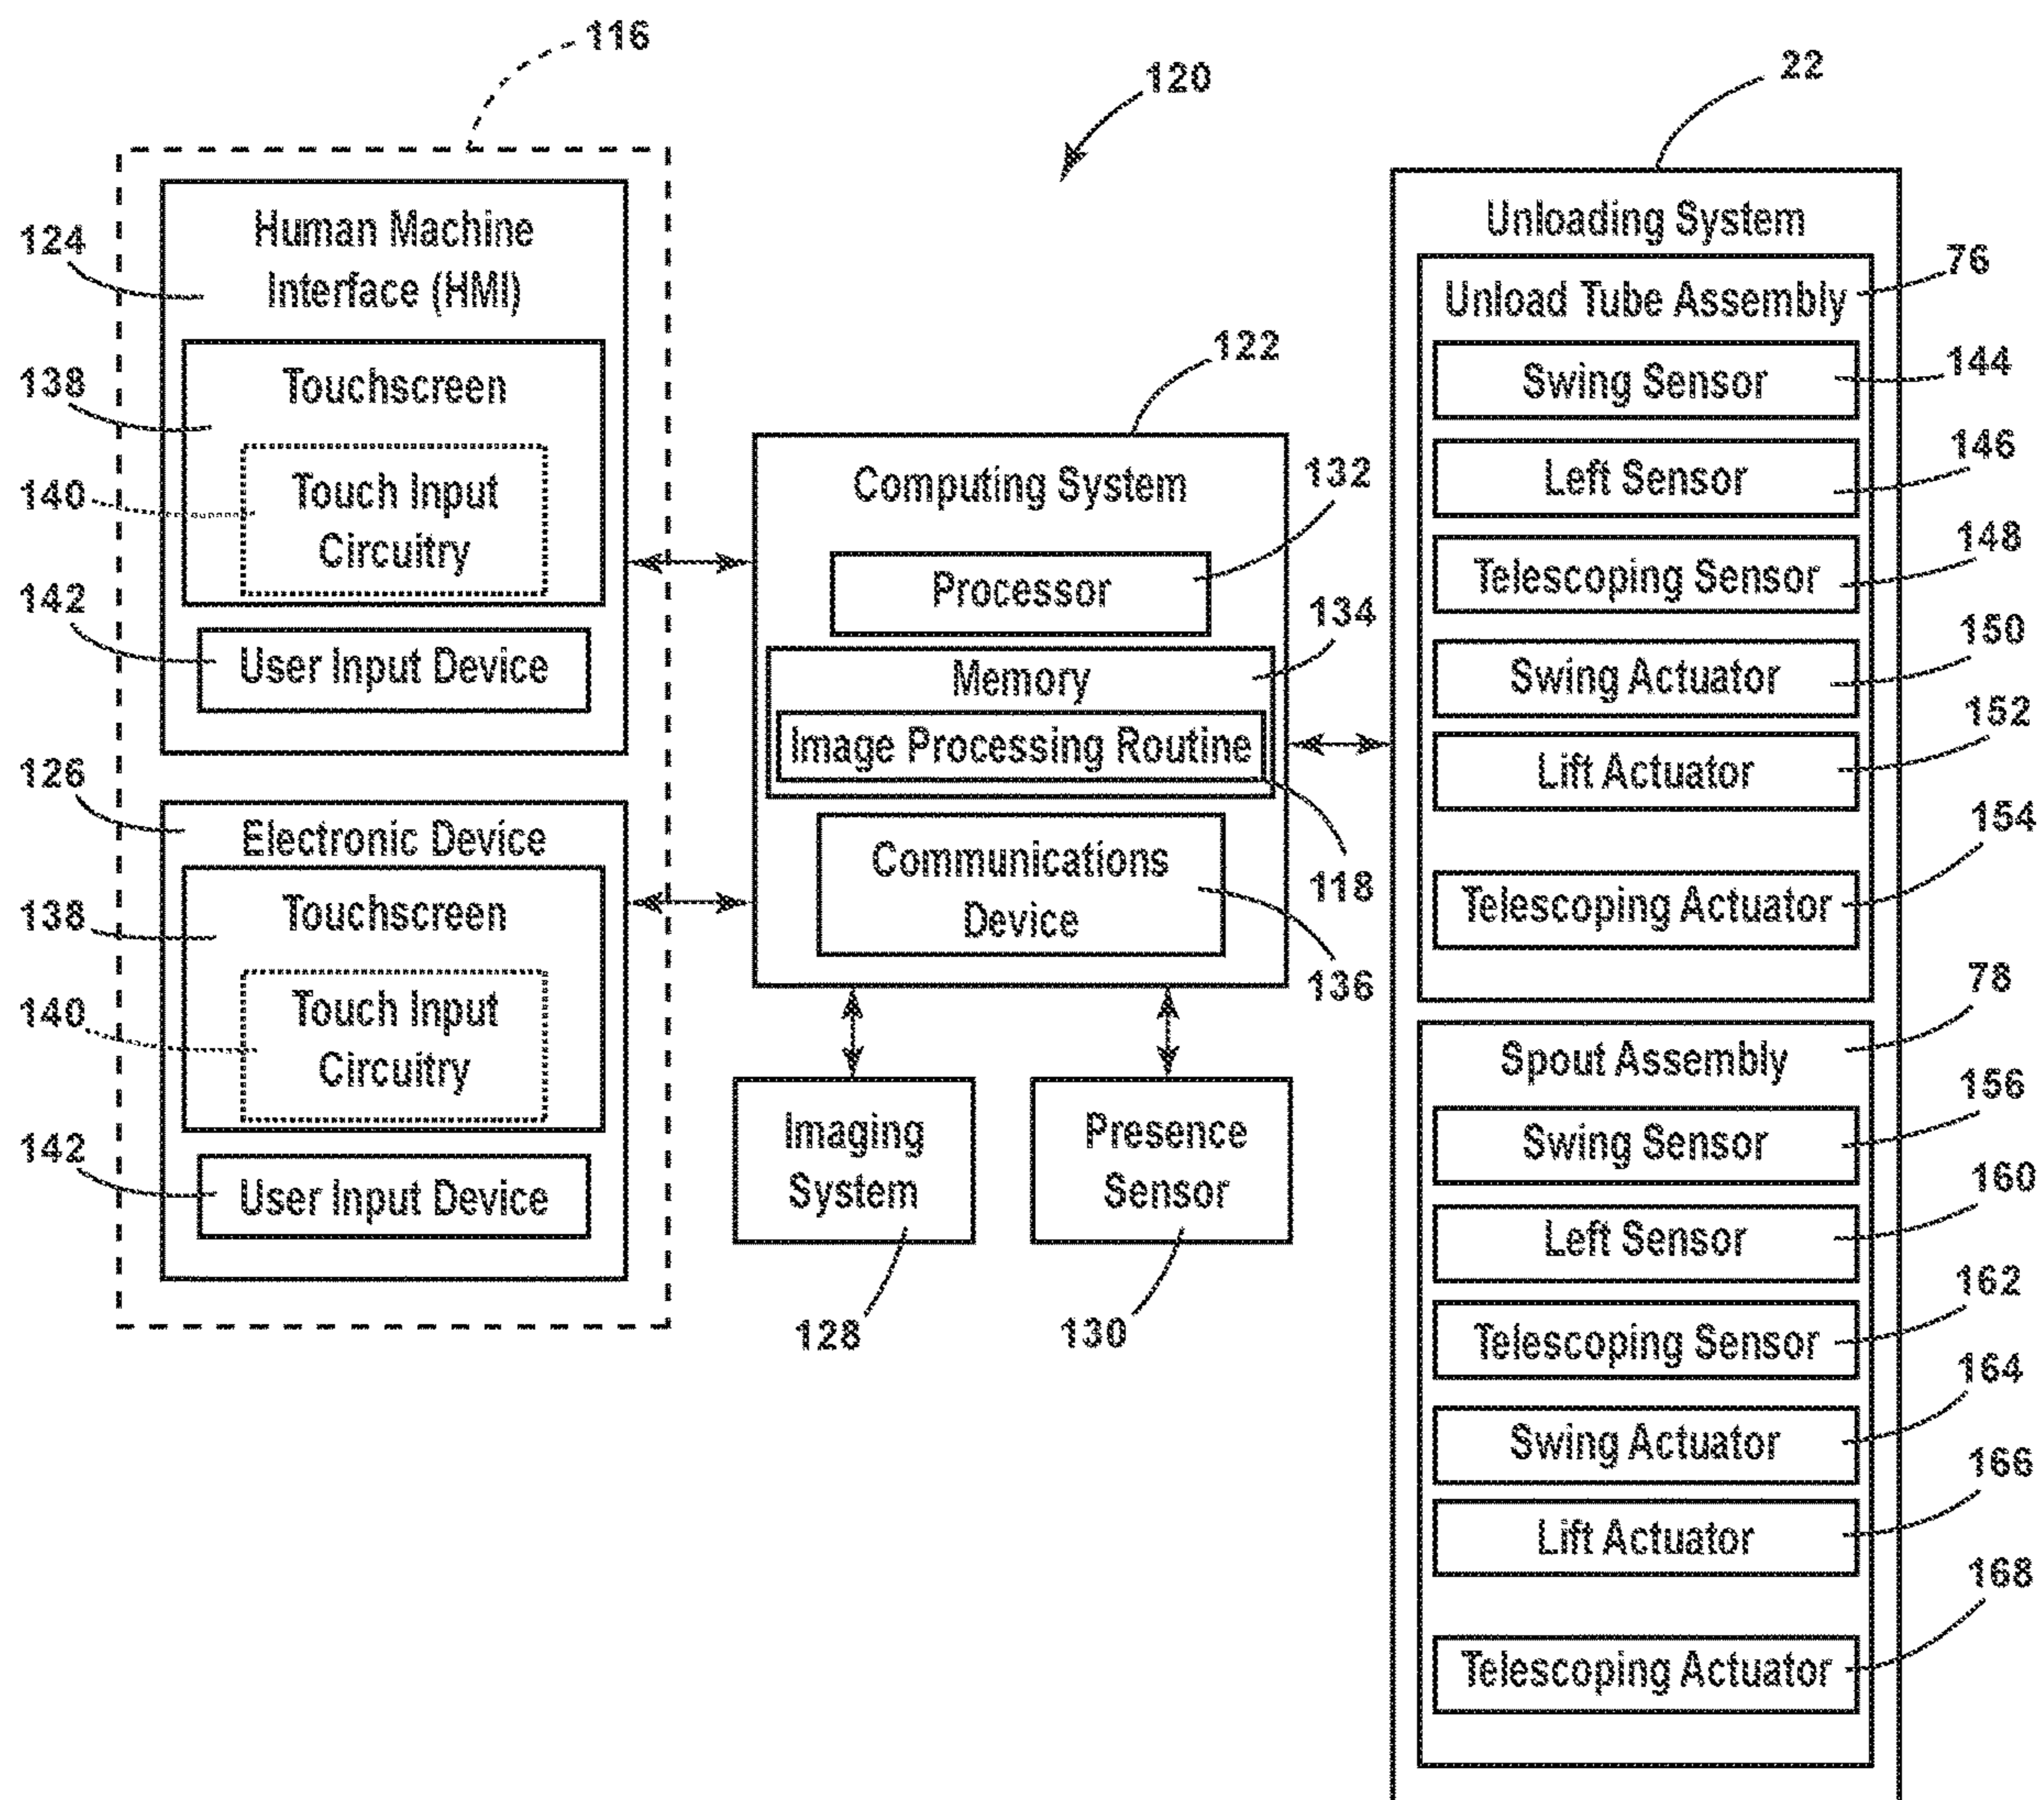 116
120
22
124
Human Machine
Interface (HMI)
138
Touchscreen
140
Touch Input
Circuitry
142
User Input Device
126
Electronic Device
138
Touchscreen
140
Touch Input
Circuitry
142
User Input Device
122
Computing System
132
Processor
134
Memory
Image Processing Routine
118
Communications
Device
136
Imaging
System
128
Presence
Sensor
130
Unloading System
76
Unload Tube Assembly
Swing Sensor
144
Left Sensor
146
Telescoping Sensor
148
Swing Actuator
150
Lift Actuator
152
Telescoping Actuator
154
78
Spout Assembly
Swing Sensor
156
Left Sensor
160
Telescoping Sensor
162
Swing Actuator
164
Lift Actuator
166
Telescoping Actuator
168